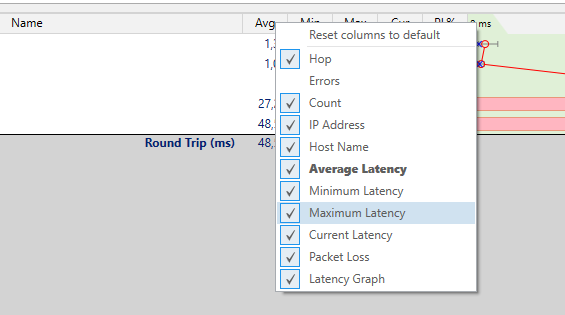 Name Avg Min Max Cur PL% 0 ms
Reset columns to default
Hop
Errors
Count
IP Address
Host Name
Average Latency
Minimum Latency
Maximum Latency
Current Latency
Packet Loss
Latency Graph
1,
1,
27,
48,
Round Trip (ms) 48,